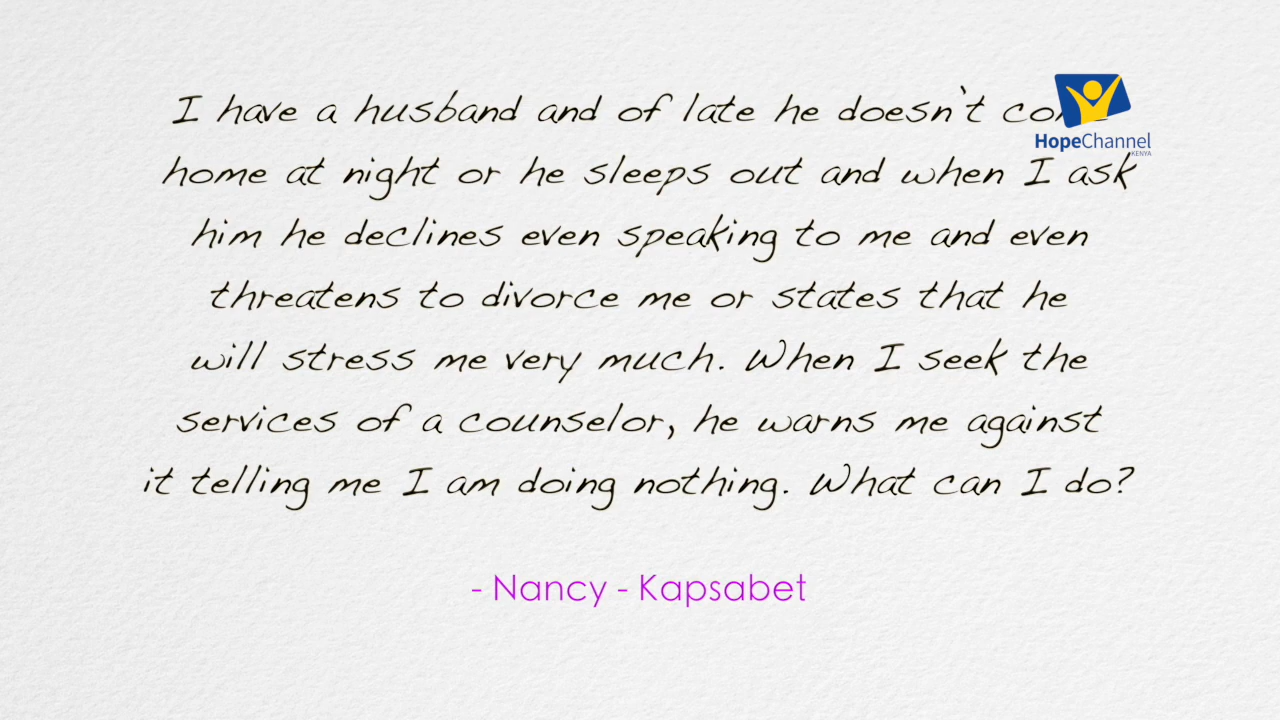 I have a husband and of late he doesn't
HopeChannel
KENYA
home at night or he sleeps out and when I ask
him he declines even speaking to me and even
threatens to divorce me or states that he
will stress me very much. When I seek the
services of a counselor, he warns me against
it telling me I am doing nothing. What can I do?
- Nancy - Kapsabet